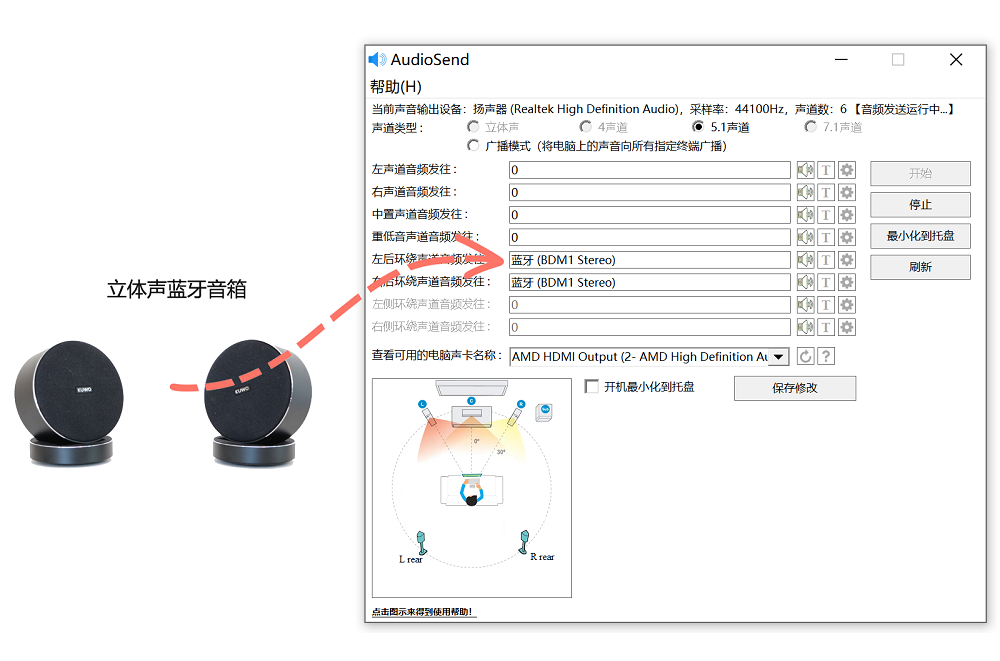 AudioSend
帮助(H)
当前声音输出设备：扬声器 (Realtek High Definition Audio)，采样率：44100Hz，声道数：6 【音频发送运行中...】
声道类型： 立体声 4声道 5.1声道 7.1声道
广播模式（将电脑上的声音向所有指定终端广播）
左声道音频发往： 0 T 开始
右声道音频发往： 0 T 停止
中置声道音频发往： 0 T
重低音声道音频发往： 0 T 最小化到托盘
左后环绕声道音频发往： 蓝牙 (BDM1 Stereo) T 刷新
右后环绕声道音频发往： 蓝牙 (BDM1 Stereo) T
左侧环绕声道音频发往： 0 T
右侧环绕声道音频发往： 0 T
查看可用的电脑声卡名称： AMD HDMI Output (2- AMD High Definition Au ?
开机最小化到托盘 保存修改
L C R
0°
30°
L rear R rear
点击图示来得到使用帮助！
立体声蓝牙音箱
KUWO KUWO